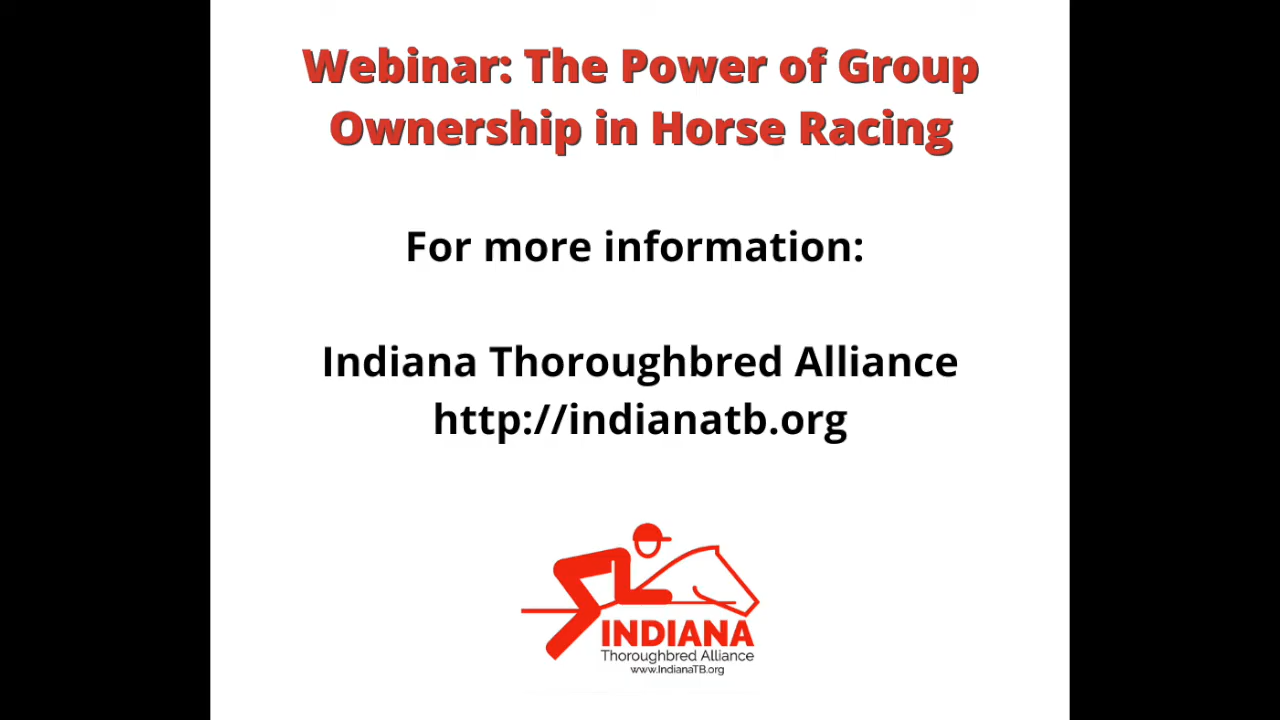 Webinar: The Power of Group
Ownership in Horse Racing
For more information:
Indiana Thoroughbred Alliance
http://indianatb.org
INDIANA
Thoroughbred Alliance
www.IndianaTB.org